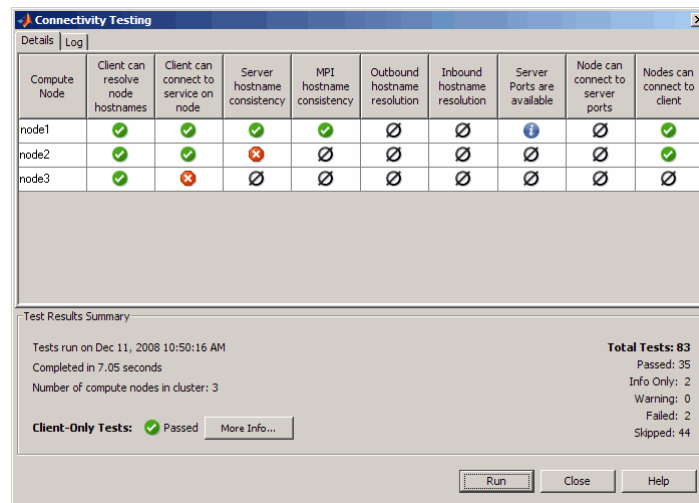 Connectivity Testing
Details Log
Compute Node
Client can resolve node hostnames
Client can connect to service on node
Server hostname consistency
MPI hostname consistency
Outbound hostname resolution
Inbound hostname resolution
Server Ports are available
Node can connect to server ports
Nodes can connect to client
node1
node2
node3
Test Results Summary
Tests run on Dec 11, 2008 10:50:16 AM
Completed in 7.05 seconds
Number of compute nodes in cluster: 3
Client-Only Tests: Passed More Info...
Total Tests: 83
Passed: 35
Info Only: 2
Warning: 0
Failed: 2
Skipped: 44
Run Close Help